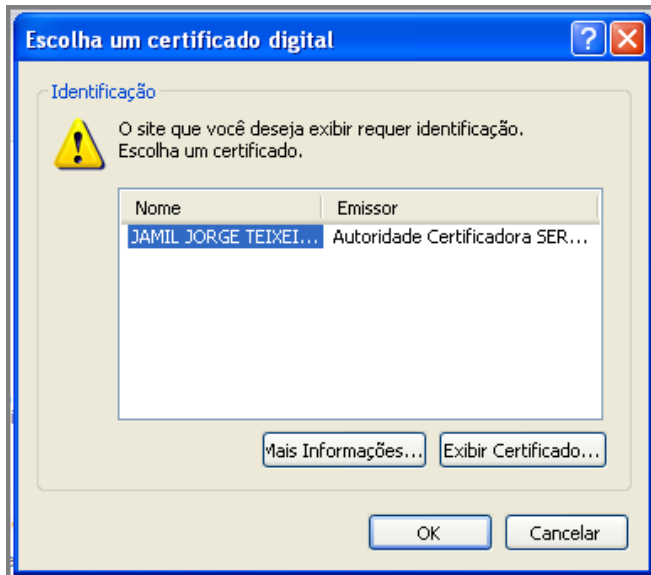 Escolha um certificado digital
Identificação
O site que você deseja exibir requer identificação.
Escolha um certificado.
Nome Emissor
JAMIL JORGE TEIXEI... Autoridade Certificadora SER...
Mais Informações... Exibir Certificado...
OK Cancelar